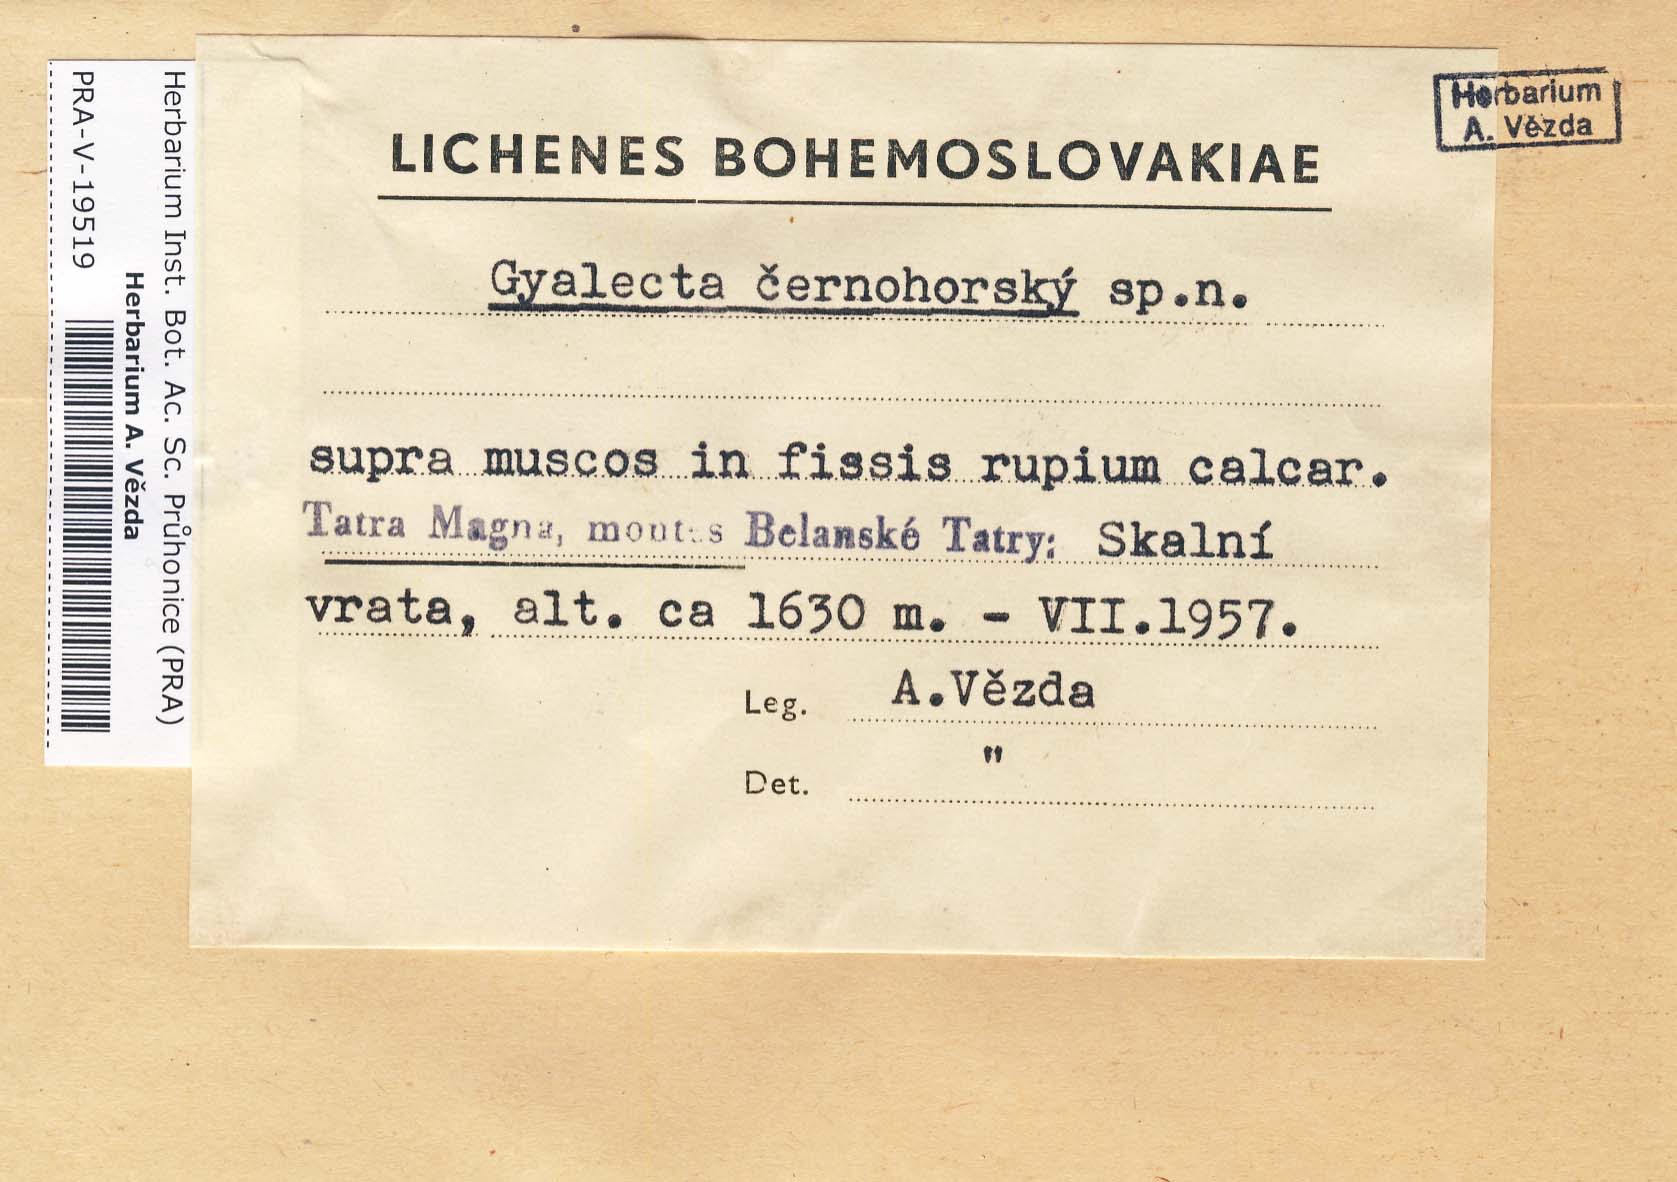 LICHENES BOHEMOSLOVAKIAE
Gyalecta černohorský sp.n.
supra muscos in fissis rupium calcar.
Tatra Magna, montes Belanské Tatry: Skalní
vrata, alt. ca 1630 m. - VII.1957.
Leg. A.Vězda
Det. "
Herbarium
A. Vězda
Herbarium Inst. Bot. Ac. Sc. Průhonice (PRA)
Herbarium A. Vězda
PRA-V-19519